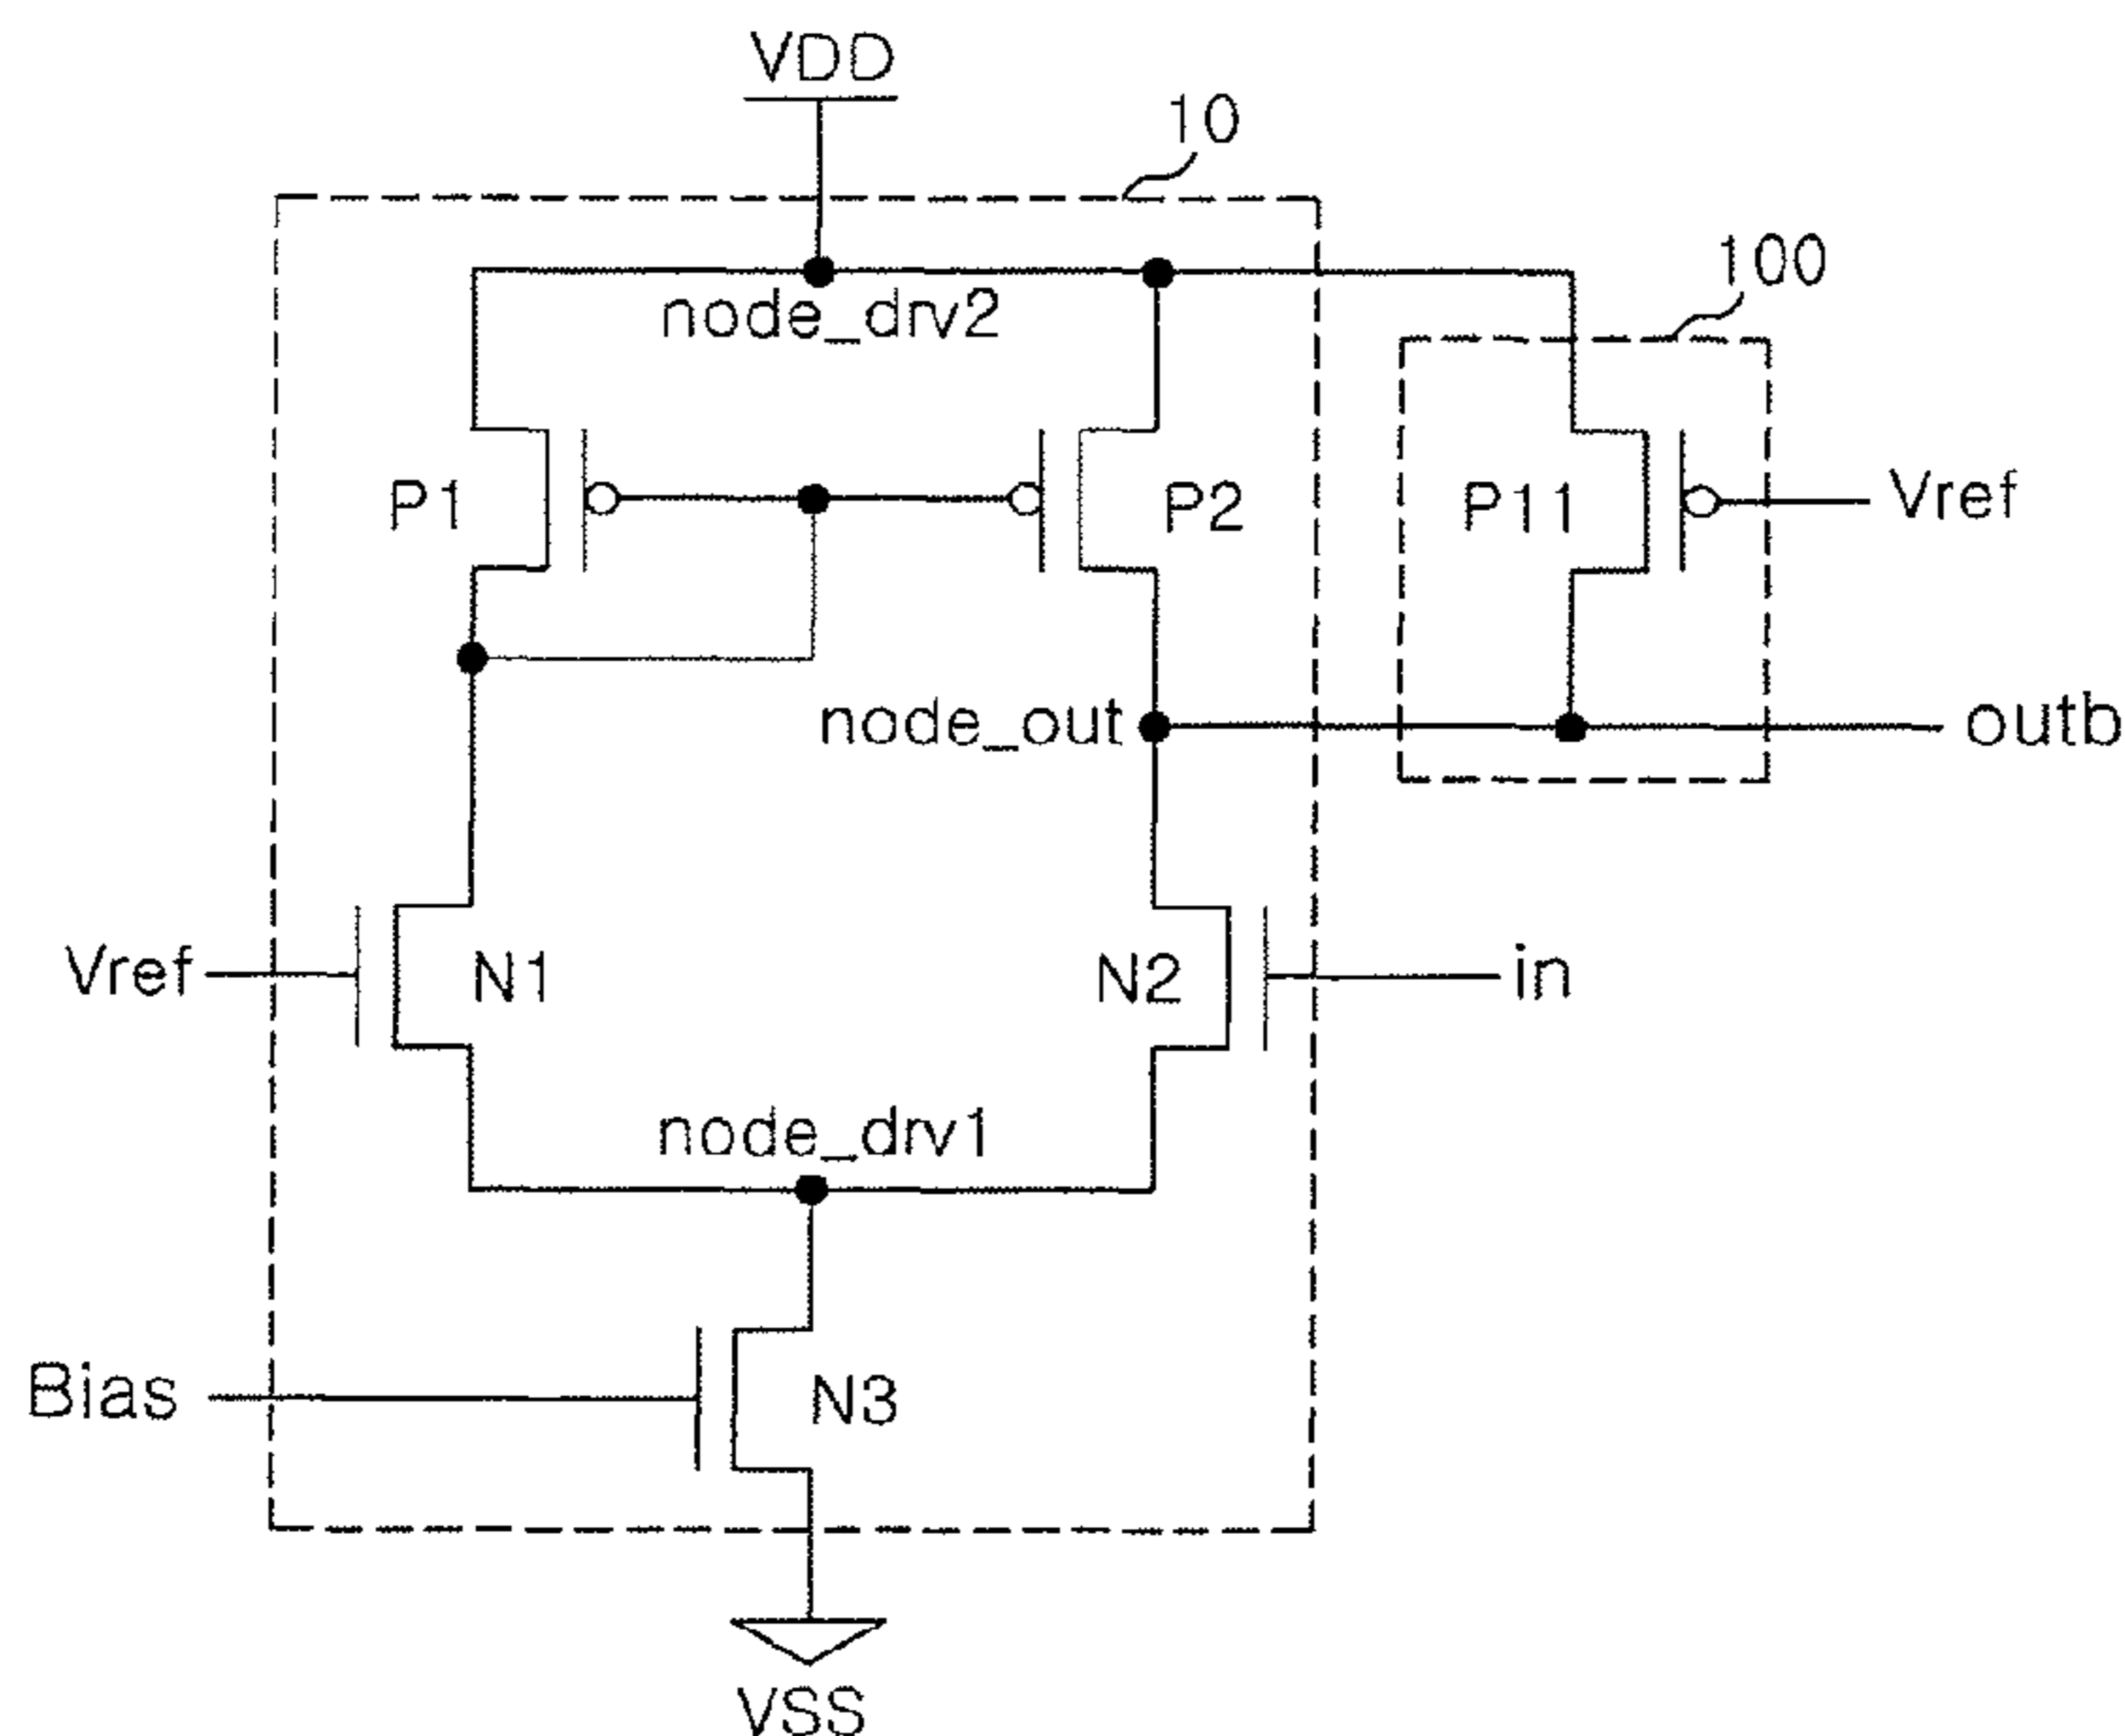 VDD
10
100
node_drv2
P1
P2
P11
Vref
node_out
outb
Vref
N1
N2
in
node_drv1
Bias
N3
VSS